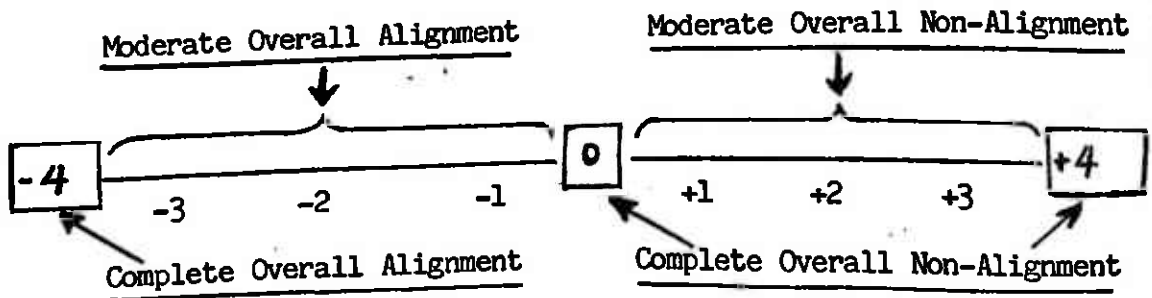 Moderate Overall Alignment
Moderate Overall Non-Alignment
-4
0
+4
-3
-2
-1
+1
+2
+3
Complete Overall Alignment
Complete Overall Non-Alignment